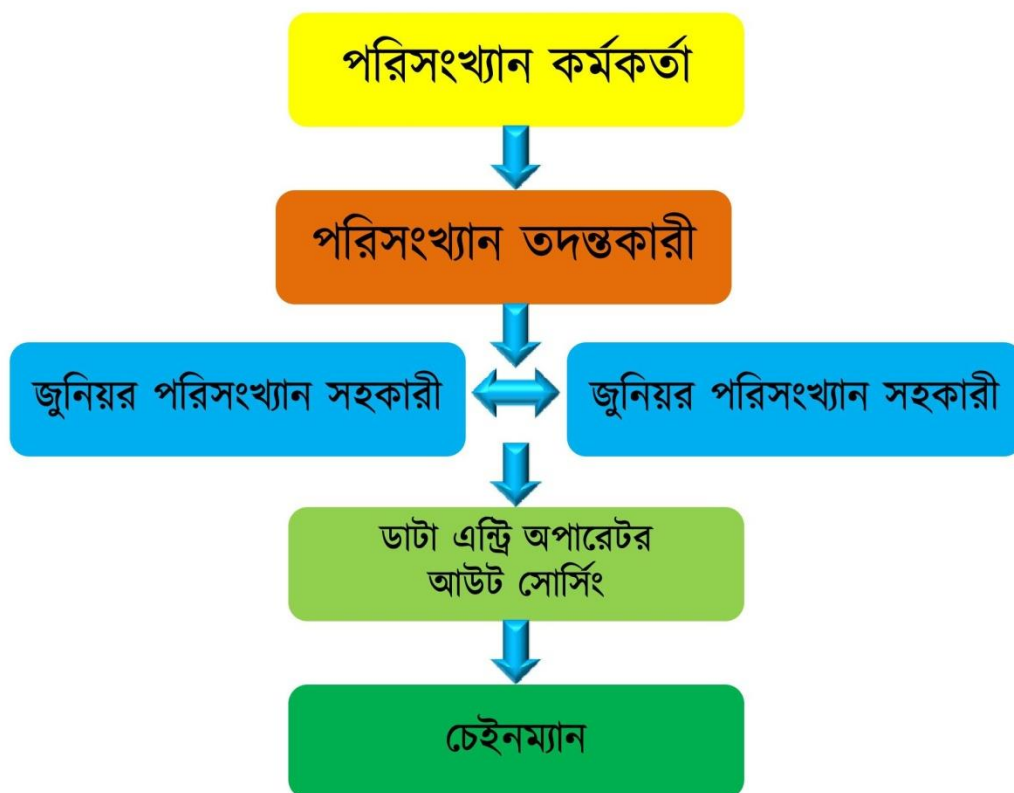 পরিসংখ্যান কর্মকর্তা
পরিসংখ্যান তদন্তকারী
জুনিয়র পরিসংখ্যান সহকারী
জুনিয়র পরিসংখ্যান সহকারী
ডাটা এন্ট্রি অপারেটর
আউট সোর্সিং
চেইনম্যান